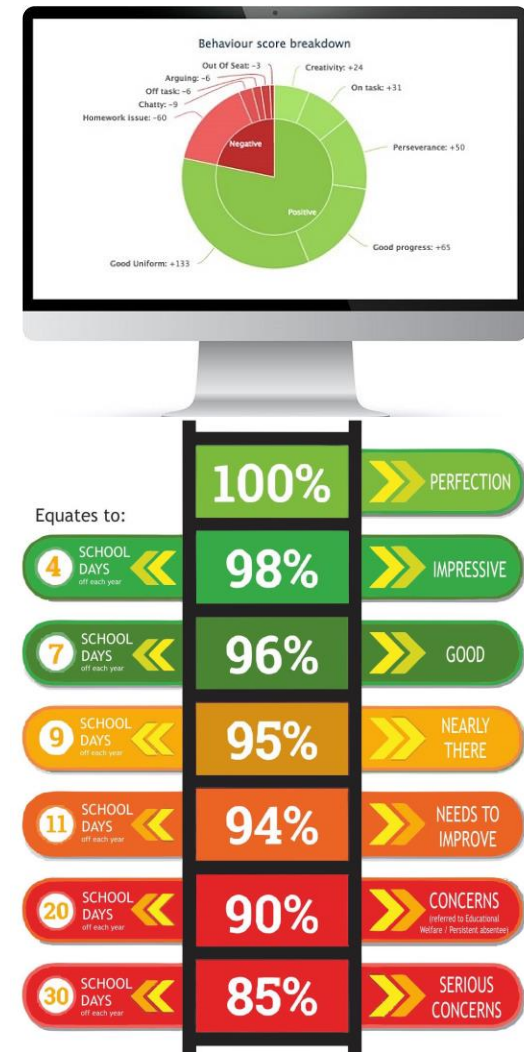 Behaviour score breakdown
Out Of Seat: −3
Creativity: +24
Arguing: −6
On task: +31
Off task: −6
Chatty: −9
Homework issue: −60
Negative
Perseverance: +50
Positive
Good progress: +65
Good Uniform: +133
100%
PERFECTION
Equates to:
4
SCHOOL
DAYS
off each year
98%
IMPRESSIVE
7
SCHOOL
DAYS
off each year
96%
GOOD
9
SCHOOL
DAYS
off each year
95%
NEARLY
THERE
11
SCHOOL
DAYS
off each year
94%
NEEDS TO
IMPROVE
20
SCHOOL
DAYS
off each year
90%
CONCERNS
(referred to Educational
Welfare / Persistent absentee)
30
SCHOOL
DAYS
off each year
85%
SERIOUS
CONCERNS